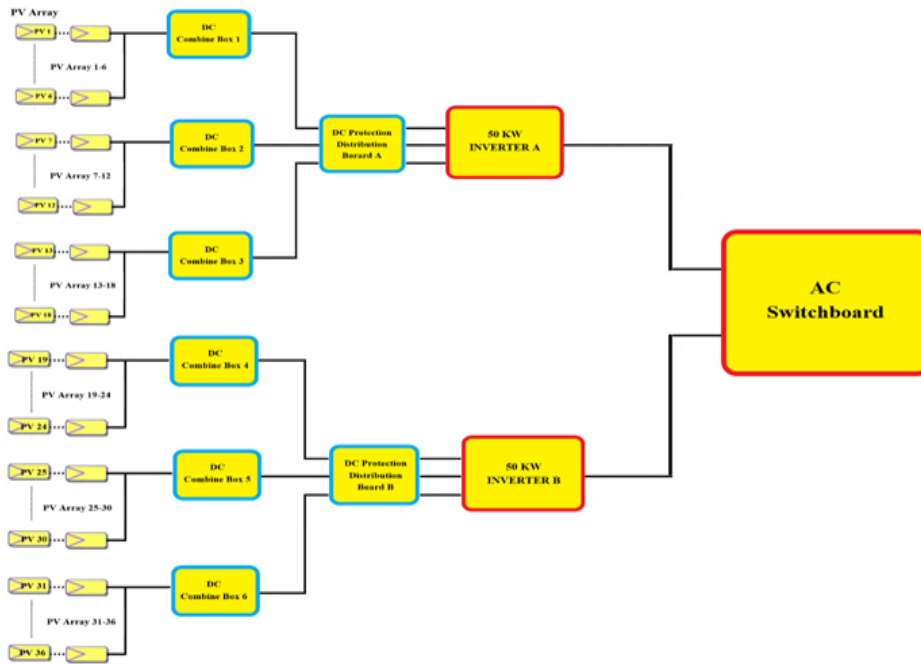 PV Array
PV 1
PV Array 1-6
PV 6
DC
Combine Box 1
PV 7
PV Array 7-12
PV 12
DC
Combine Box 2
PV 13
PV Array 13-18
PV 18
DC
Combine Box 3
DC Protection
Distribution
Borard A
50 KW
INVERTER A
AC
Switchboard
PV 19
PV Array 19-24
PV 24
DC
Combine Box 4
PV 25
PV Array 25-30
PV 30
DC
Combine Box 5
PV 31
PV Array 31-36
PV 36
DC
Combine Box 6
DC Protection
Distribution
Board B
50 KW
INVERTER B